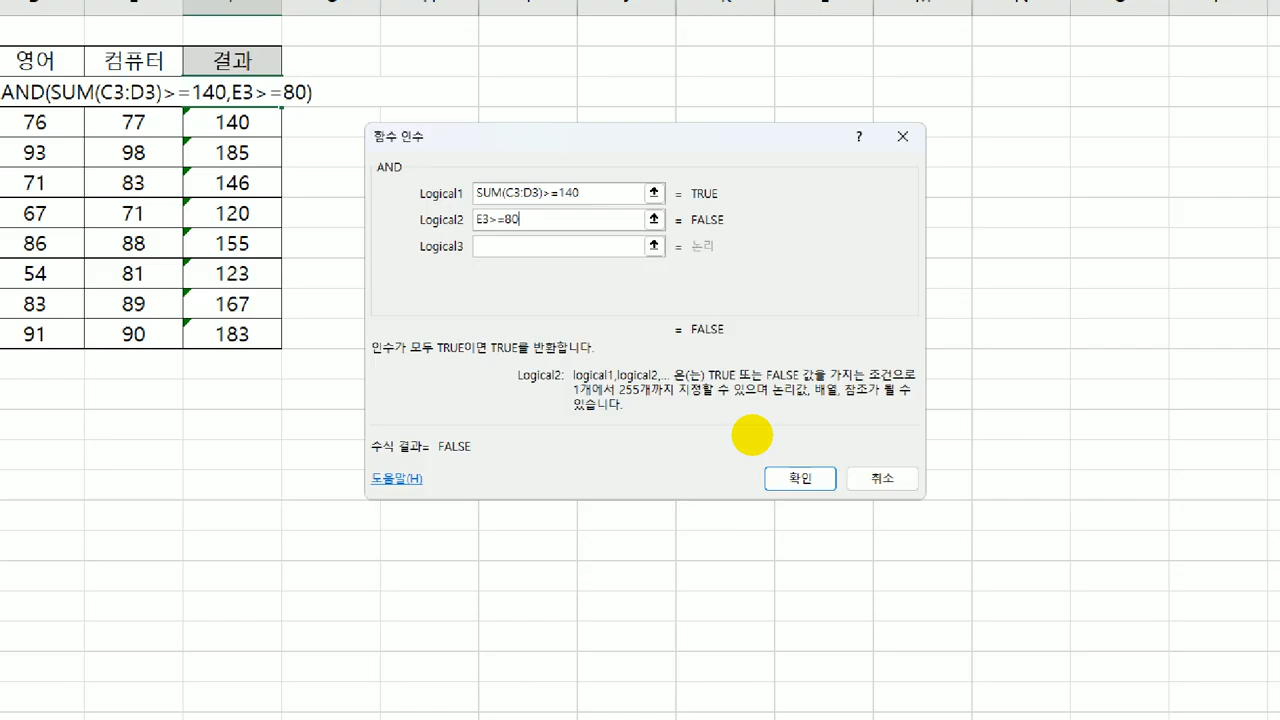 영어 컴퓨터 결과
AND(SUM(C3:D3)>=140,E3>=80)
76 77 140
93 98 185
71 83 146
67 71 120
86 88 155
54 81 123
83 89 167
91 90 183
함수 인수 ?
AND
Logical1 SUM(C3:D3)>=140 = TRUE
Logical2 E3>=80 = FALSE
Logical3 = 논리
= FALSE
인수가 모두 TRUE이면 TRUE를 반환합니다.
Logical2: logical1,logical2,... 은(는) TRUE 또는 FALSE 값을 가지는 조건으로
1개에서 255개까지 지정할 수 있으며 논리값, 배열, 참조가 될 수
있습니다.
수식 결과= FALSE
도움말(H) 확인 취소